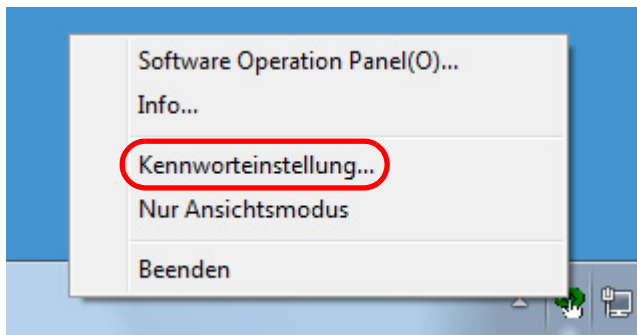 Software Operation Panel(O)...
Info...
Kennworteinstellung...
Nur Ansichtsmodus
Beenden